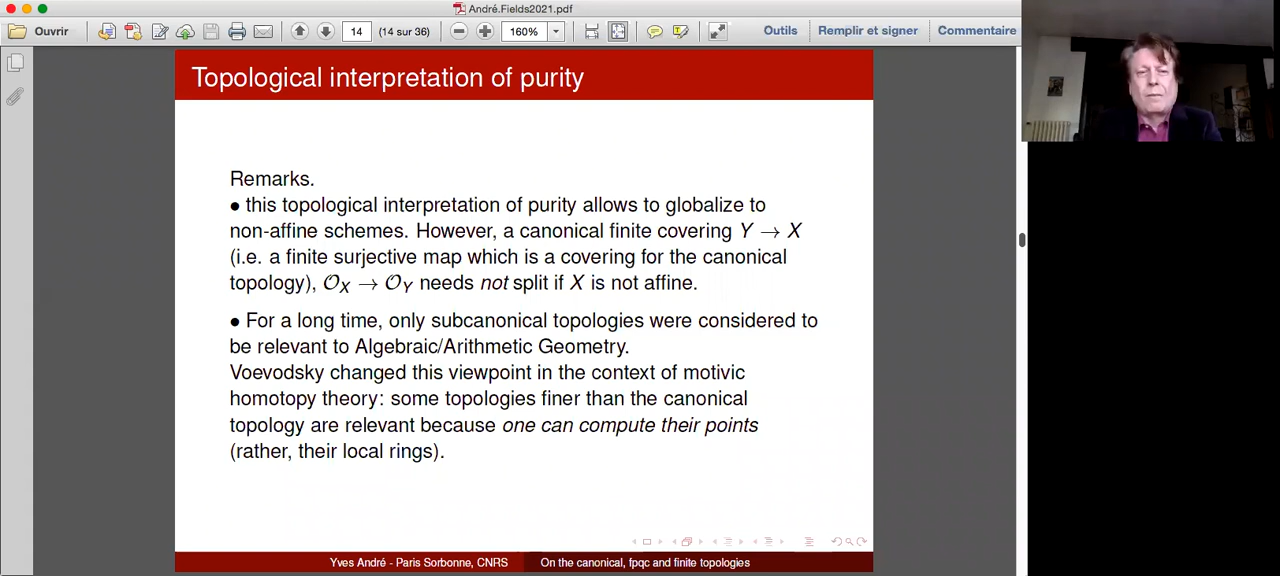 André.Fields2021.pdf
Ouvrir
14
(14 sur 36)
160%
Outils
Remplir et signer
Commentaire
Topological interpretation of purity
Remarks.
• this topological interpretation of purity allows to globalize to
non-affine schemes. However, a canonical finite covering Y → X
(i.e. a finite surjective map which is a covering for the canonical
topology), 𝒪_X → 𝒪_Y needs not split if X is not affine.
• For a long time, only subcanonical topologies were considered to
be relevant to Algebraic/Arithmetic Geometry.
Voevodsky changed this viewpoint in the context of motivic
homotopy theory: some topologies finer than the canonical
topology are relevant because one can compute their points
(rather, their local rings).
Yves André - Paris Sorbonne, CNRS
On the canonical, fpqc and finite topologies